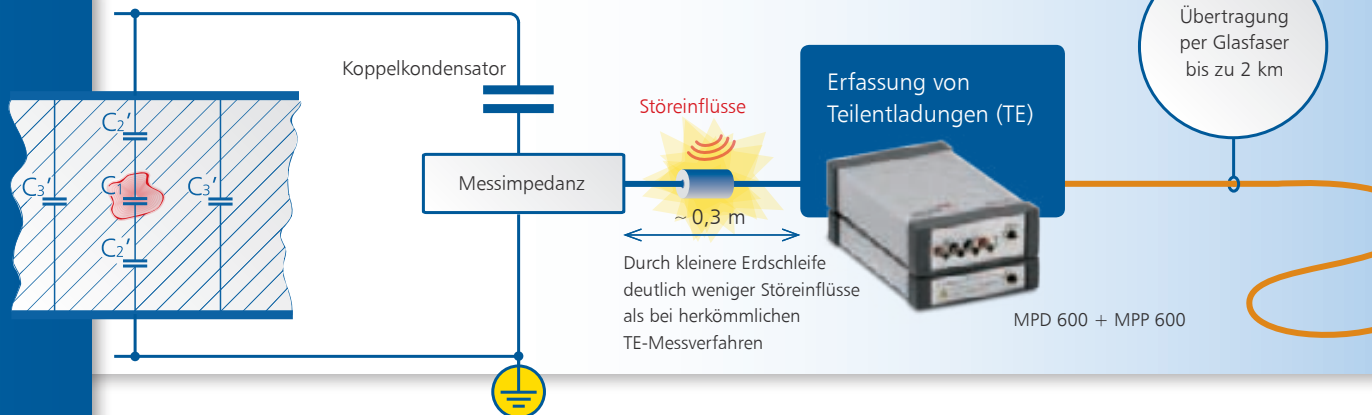 Übertragung
per Glasfaser
bis zu 2 km
Koppelkondensator
Störeinflüsse
Erfassung von
Teilentladungen (TE)
C2'
C3'
C1
C3'
C2'
Messimpedanz
~ 0,3 m
Durch kleinere Erdschleife
deutlich weniger Störeinflüsse
als bei herkömmlichen
TE-Messverfahren
MPD 600 + MPP 600